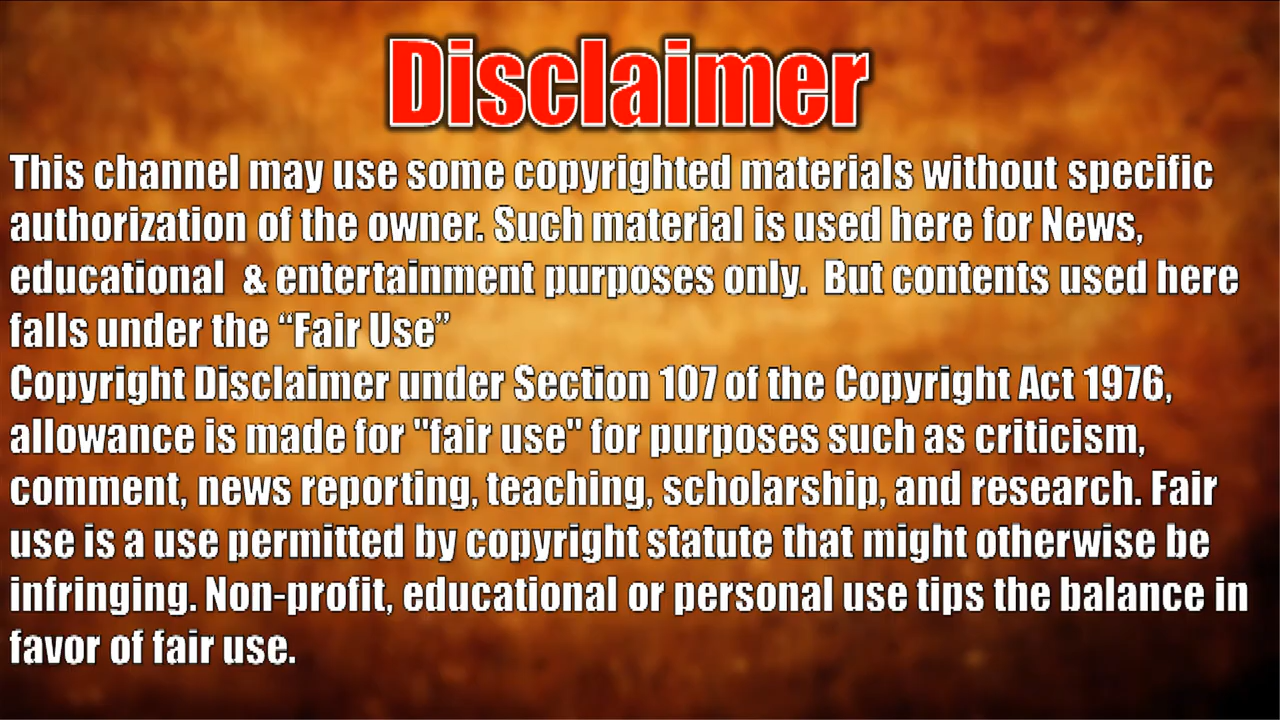 Disclaimer
This channel may use some copyrighted materials without specific
authorization of the owner. Such material is used here for News,
educational  & entertainment purposes only.  But contents used here
falls under the “Fair Use”
Copyright Disclaimer under Section 107 of the Copyright Act 1976,
allowance is made for "fair use" for purposes such as criticism,
comment, news reporting, teaching, scholarship, and research. Fair
use is a use permitted by copyright statute that might otherwise be
infringing. Non-profit, educational or personal use tips the balance in
favor of fair use.